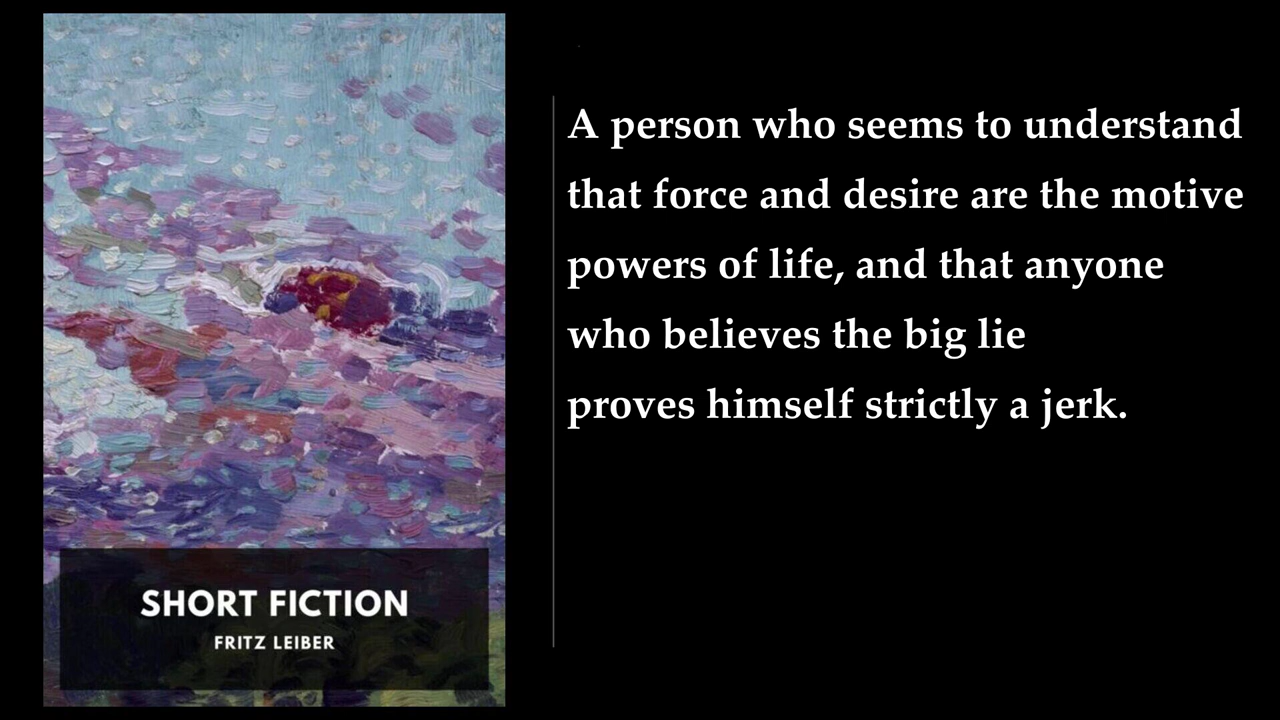 SHORT FICTION
FRITZ LEIBER
A person who seems to understand
that force and desire are the motive
powers of life, and that anyone
who believes the big lie
proves himself strictly a jerk.